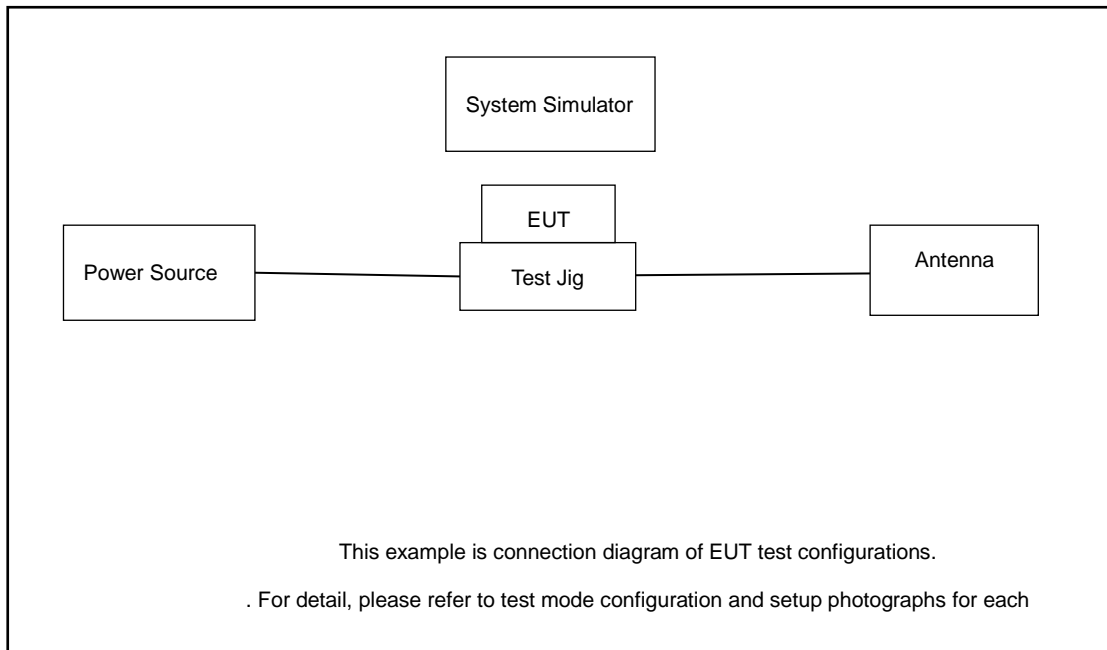 System Simulator
EUT
Power Source
Test Jig
Antenna
This example is connection diagram of EUT test configurations.
. For detail, please refer to test mode configuration and setup photographs for each